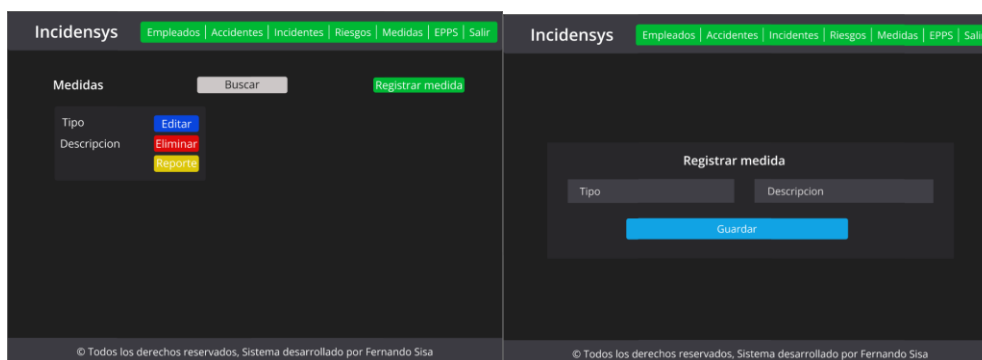 Incidensys
Empleados | Accidentes | Incidentes | Riesgos | Medidas | EPPS | Salir
Medidas
Buscar
Registrar medida
Tipo
Editar
Descripcion
Eliminar
Reporte
© Todos los derechos reservados, Sistema desarrollado por Fernando Sisa
Incidensys
Empleados | Accidentes | Incidentes | Riesgos | Medidas | EPPS | Sali
Registrar medida
Tipo
Descripcion
Guardar
© Todos los derechos reservados, Sistema desarrollado por Fernando Sisa